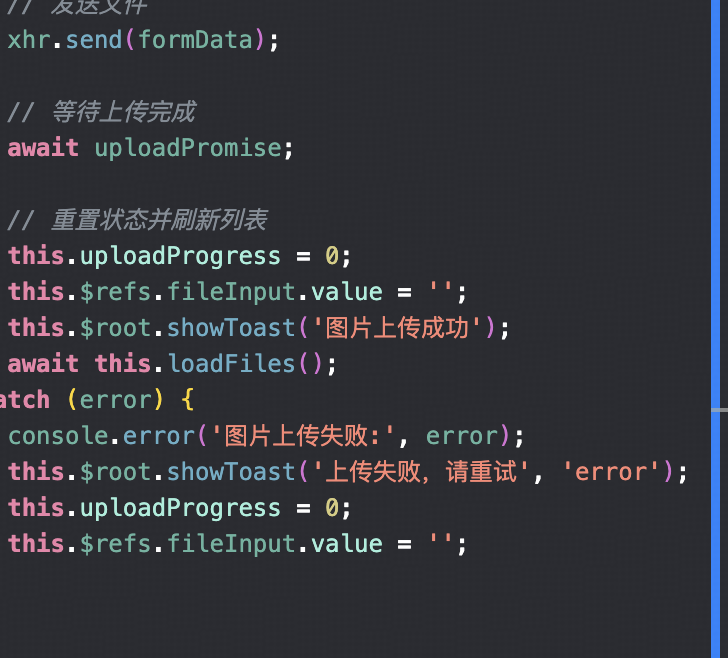 // 发送文件
xhr.send(formData);
// 等待上传完成
await uploadPromise;
// 重置状态并刷新列表
this.uploadProgress = 0;
this.$refs.fileInput.value = '';
this.$root.showToast('图片上传成功');
await this.loadFiles();
atch (error) {
console.error('图片上传失败:', error);
this.$root.showToast('上传失败，请重试', 'error');
this.uploadProgress = 0;
this.$refs.fileInput.value = '';